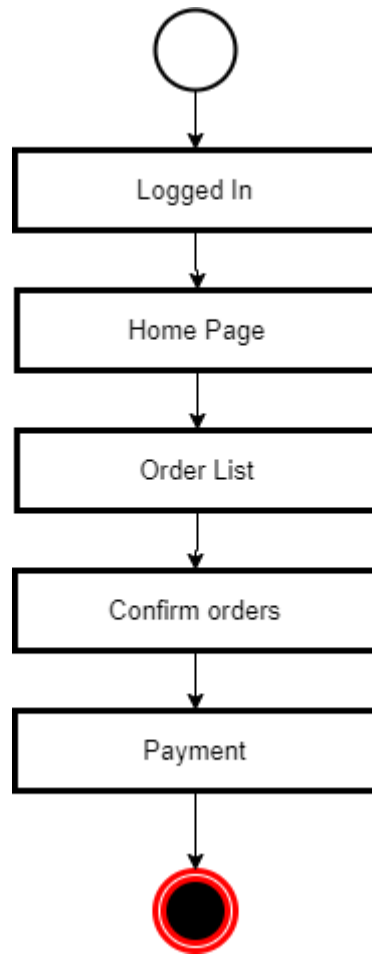 Logged In
Home Page
Order List
Confirm orders
Payment